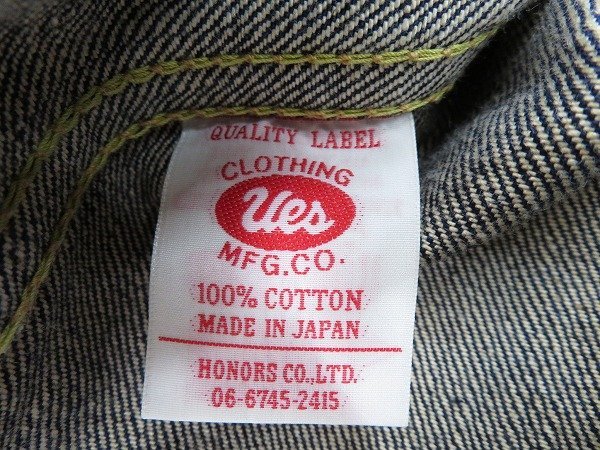 QUALITY LABEL
CLOTHING
Ues
MFG.CO.
100% COTTON
MADE IN JAPAN
HONORS CO.,LTD.
06-6745-2415